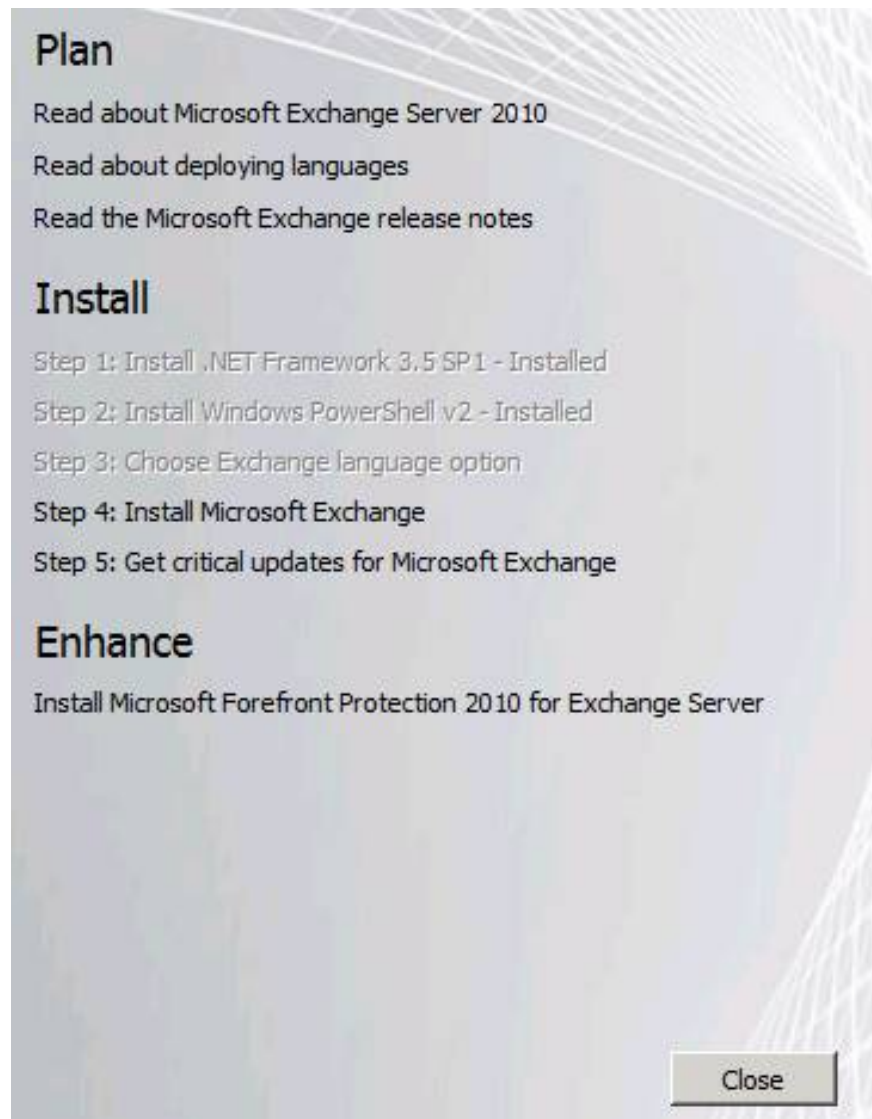 Plan
Read about Microsoft Exchange Server 2010
Read about deploying languages
Read the Microsoft Exchange release notes
Install
Step 1: Install .NET Framework 3.5 SP1 - Installed
Step 2: Install Windows PowerShell v2 - Installed
Step 3: Choose Exchange language option
Step 4: Install Microsoft Exchange
Step 5: Get critical updates for Microsoft Exchange
Enhance
Install Microsoft Forefront Protection 2010 for Exchange Server
Close